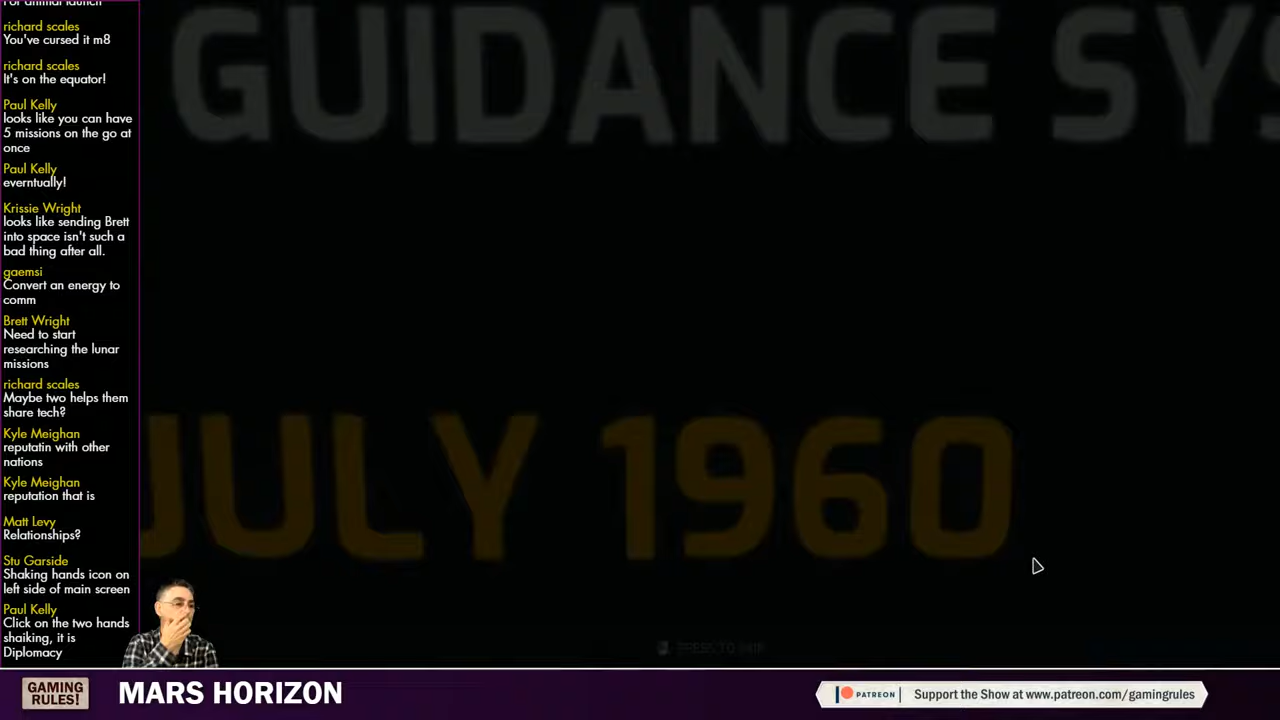 For animal launch
richard scales
You've cursed it m8
richard scales
It's on the equator!
Paul Kelly
looks like you can have
5 missions on the go at
once
Paul Kelly
everntually!
Krissie Wright
looks like sending Brett
into space isn't such a
bad thing after all.
gaemsi
Convert an energy to
comm
Brett Wright
Need to start
researching the lunar
missions
richard scales
Maybe two helps them
share tech?
Kyle Meighan
reputatin with other
nations
Kyle Meighan
reputation that is
Matt Levy
Relationships?
Stu Garside
Shaking hands icon on
left side of main screen
Paul Kelly
Click on the two hands
shaiking, it is
Diplomacy
GUIDANCE SYS
JULY 1960
PRESS TO SKIP
GAMING
RULES!
MARS HORIZON
PATREON
Support the Show at www.patreon.com/gamingrules